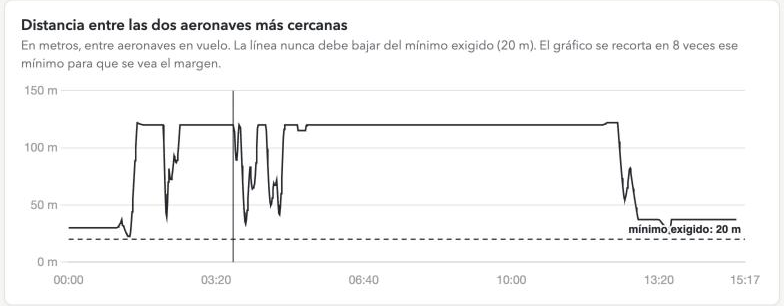 Distancia entre las dos aeronaves más cercanas
En metros, entre aeronaves en vuelo. La línea nunca debe bajar del mínimo exigido (20 m). El gráfico se recorta en 8 veces ese
mínimo para que se vea el margen.
150 m
100 m
50 m
mínimo exigido: 20 m
0 m
00:00 03:20 06:40 10:00 13:20 15:17